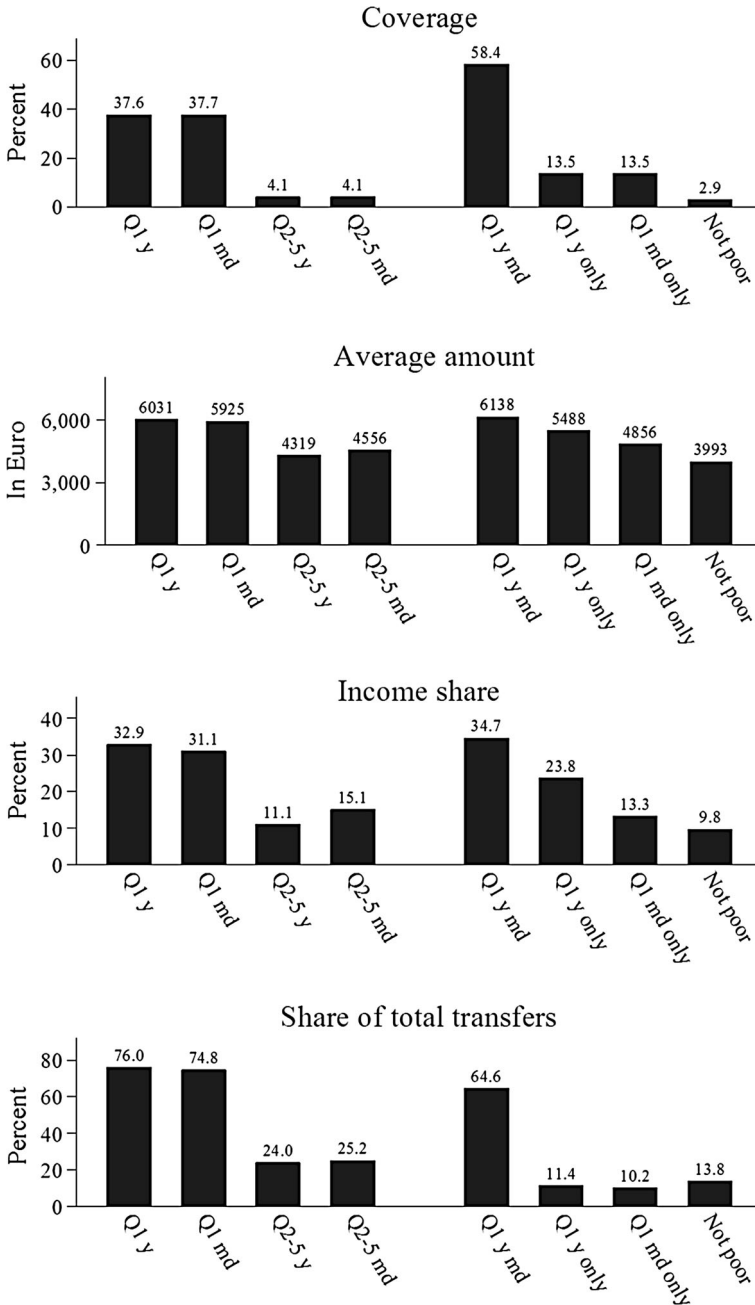 Coverage
Percent
60
40
20
0
37.6
37.7
4.1
4.1
58.4
13.5
13.5
2.9
Q1 y
Q1 md
Q2-5 y
Q2-5 md
Q1 y md
Q1 y only
Q1 md only
Not poor
Average amount
In Euro
6,000
3,000
0
6031
5925
4319
4556
6138
5488
4856
3993
Q1 y
Q1 md
Q2-5 y
Q2-5 md
Q1 y md
Q1 y only
Q1 md only
Not poor
Income share
Percent
40
30
20
10
0
32.9
31.1
11.1
15.1
34.7
23.8
13.3
9.8
Q1 y
Q1 md
Q2-5 y
Q2-5 md
Q1 y md
Q1 y only
Q1 md only
Not poor
Share of total transfers
Percent
80
60
40
20
0
76.0
74.8
24.0
25.2
64.6
11.4
10.2
13.8
Q1 y
Q1 md
Q2-5 y
Q2-5 md
Q1 y md
Q1 y only
Q1 md only
Not poor